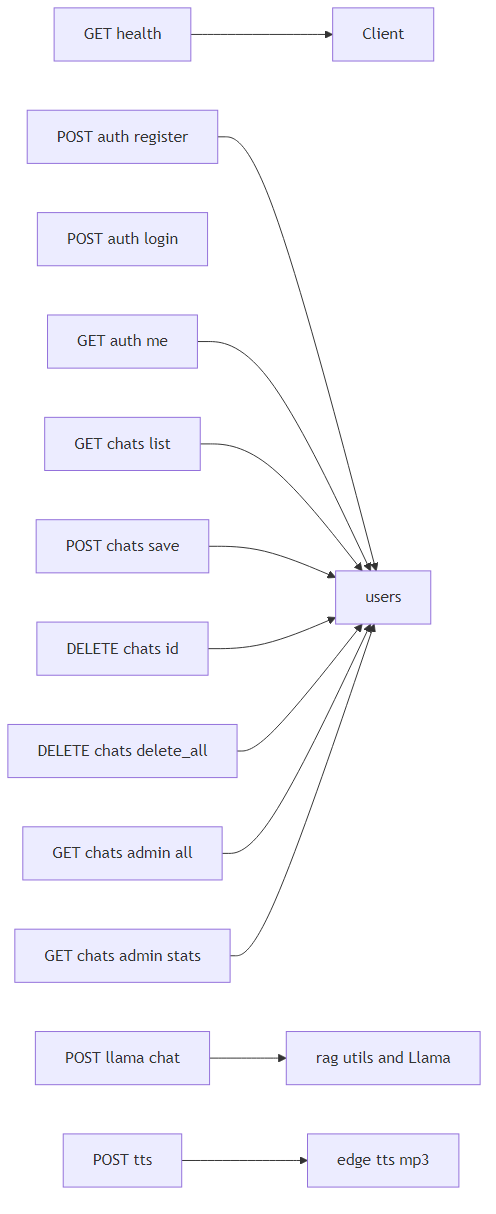 GET health
Client
POST auth register
POST auth login
GET auth me
GET chats list
POST chats save
users
DELETE chats id
DELETE chats delete_all
GET chats admin all
GET chats admin stats
POST llama chat
rag utils and Llama
POST tts
edge tts mp3